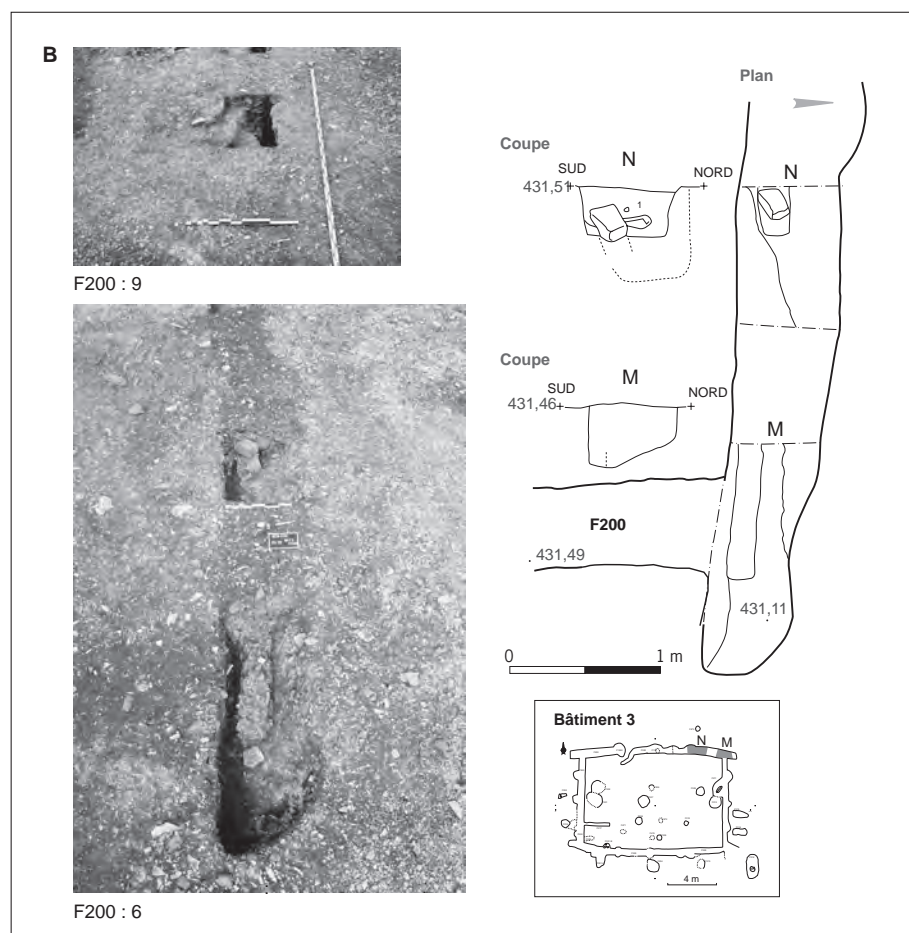 B
F200 : 9
F200 : 6
Plan
Coupe
N
SUD
NORD
431,51
1
N
Coupe
M
SUD
NORD
431,46
M
F200
431,49
431,11
0
1 m
Bâtiment 3
N
M
4 m